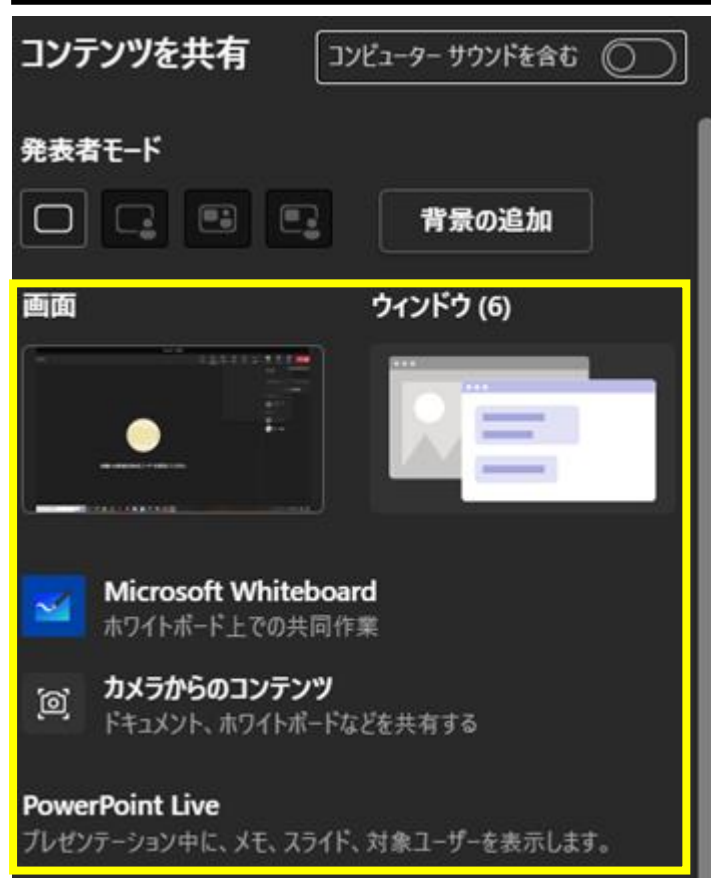 コンテンツを共有
コンピューター サウンドを含む
発表者モード
背景の追加
画面
ウィンドウ (6)
Microsoft Whiteboard
ホワイトボード上での共同作業
カメラからのコンテンツ
ドキュメント、ホワイトボードなどを共有する
PowerPoint Live
プレゼンテーション中に、メモ、スライド、対象ユーザーを表示します。